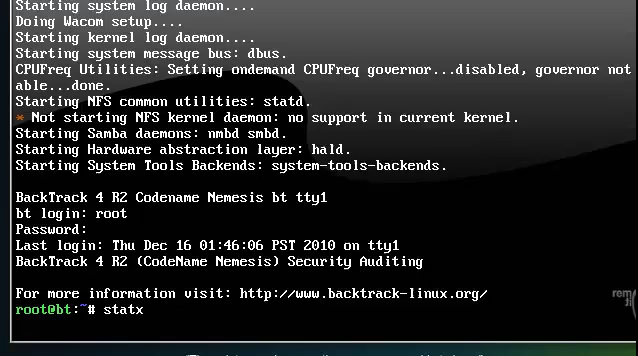 Starting system log daemon....
Doing Wacom setup....
Starting kernel log daemon....
Starting system message bus: dbus.
CPUFreq Utilities: Setting ondemand CPUFreq governor...disabled, governor not
able...done.
Starting NFS common utilities: statd.
* Not starting NFS kernel daemon: no support in current kernel.
Starting Samba daemons: nmbd smbd.
Starting Hardware abstraction layer: hald.
Starting System Tools Backends: system-tools-backends.
BackTrack 4 R2 Codename Nemesis bt tty1
bt login: root
Password:
Last login: Thu Dec 16 01:46:06 PST 2010 on tty1
BackTrack 4 R2 (CodeName Nemesis) Security Auditing
For more information visit: http://www.backtrack-linux.org/
root@bt:~# statx